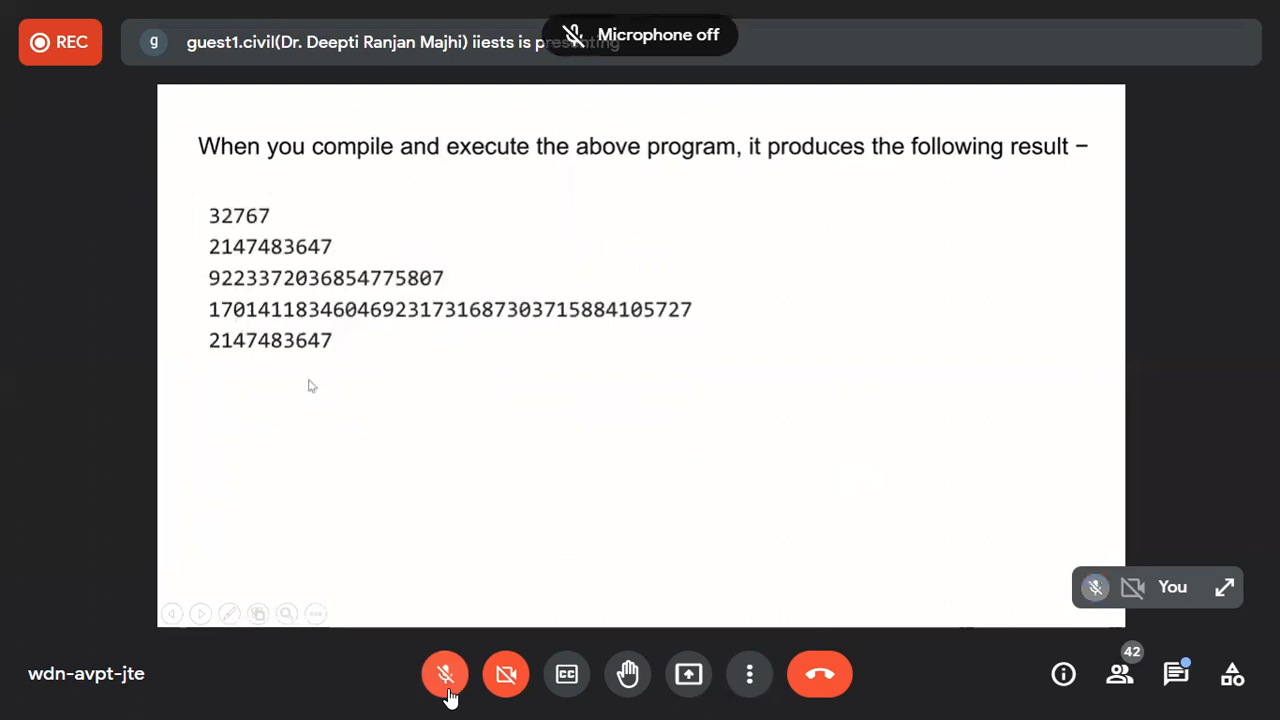 REC
g
guest1.civil(Dr. Deepti Ranjan Majhi) iiests is presenting
Microphone off
When you compile and execute the above program, it produces the following result −
32767
2147483647
9223372036854775807
170141183460469231731687303715884105727
2147483647
You
wdn-avpt-jte
CC
42